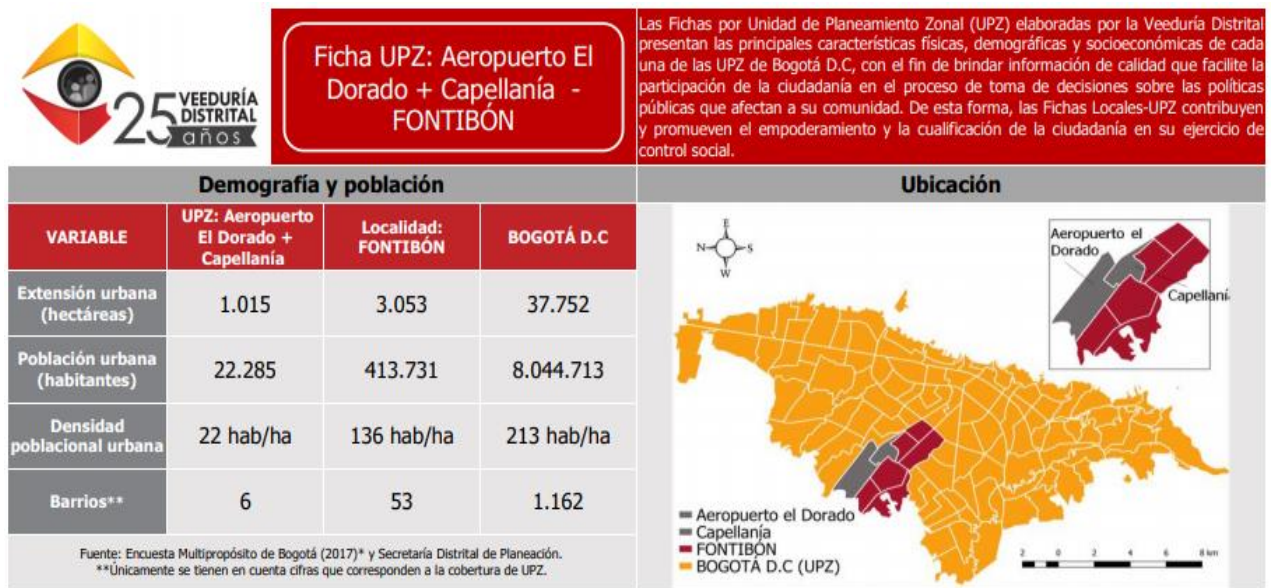 25 VEEDURÍA
DISTRITAL
años
Ficha UPZ: Aeropuerto El
Dorado + Capellanía -
FONTIBÓN
Las Fichas por Unidad de Planeamiento Zonal (UPZ) elaboradas por la Veeduría Distrital
presentan las principales características físicas, demográficas y socioeconómicas de cada
una de las UPZ de Bogotá D.C, con el fin de brindar información de calidad que facilite la
participación de la ciudadanía en el proceso de toma de decisiones sobre las políticas
públicas que afectan a su comunidad. De esta forma, las Fichas Locales-UPZ contribuyen
y promueven el empoderamiento y la cualificación de la ciudadanía en su ejercicio de
control social.
Demografía y población
VARIABLE
UPZ: Aeropuerto
El Dorado +
Capellanía
Localidad:
FONTIBÓN
BOGOTÁ D.C
Extensión urbana
(hectáreas)
1.015
3.053
37.752
Población urbana
(habitantes)
22.285
413.731
8.044.713
Densidad
poblacional urbana
22 hab/ha
136 hab/ha
213 hab/ha
Barrios**
6
53
1.162
Fuente: Encuesta Multipropósito de Bogotá (2017)* y Secretaría Distrital de Planeación.
**Únicamente se tienen en cuenta cifras que corresponden a la cobertura de UPZ.
Ubicación
E
N
S
W
Aeropuerto el
Dorado
Capellaní
Aeropuerto el Dorado
Capellanía
FONTIBÓN
BOGOTÁ D.C (UPZ)
2 0 2 4 6 8 km